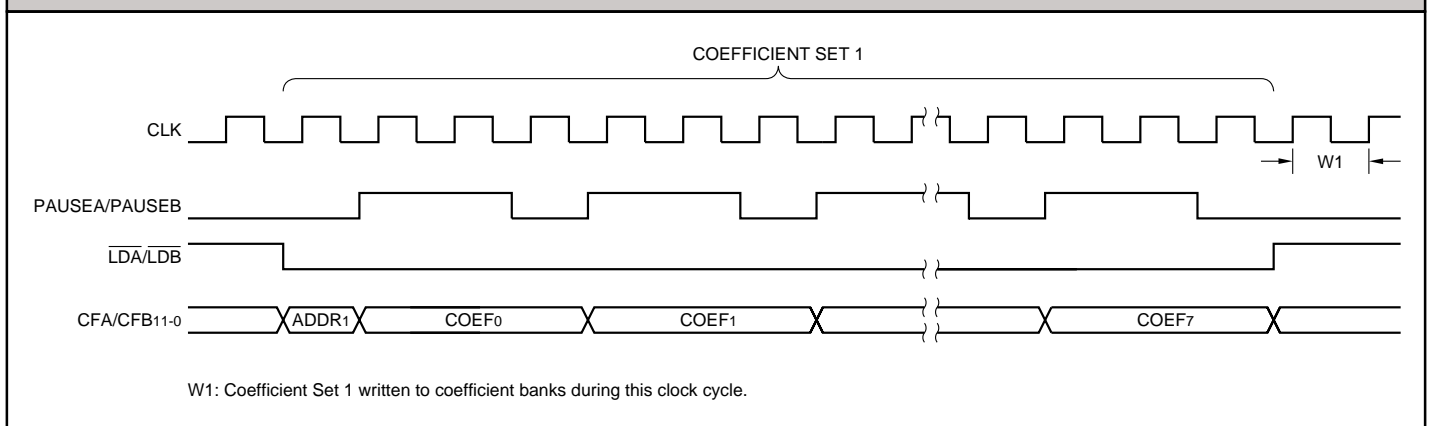 COEFFICIENT SET 1
CLK
W1
PAUSEA/PAUSEB
LDA/LDB
CFA/CFB11-0
ADDR1
COEF0
COEF1
COEF7
W1: Coefficient Set 1 written to coefficient banks during this clock cycle.